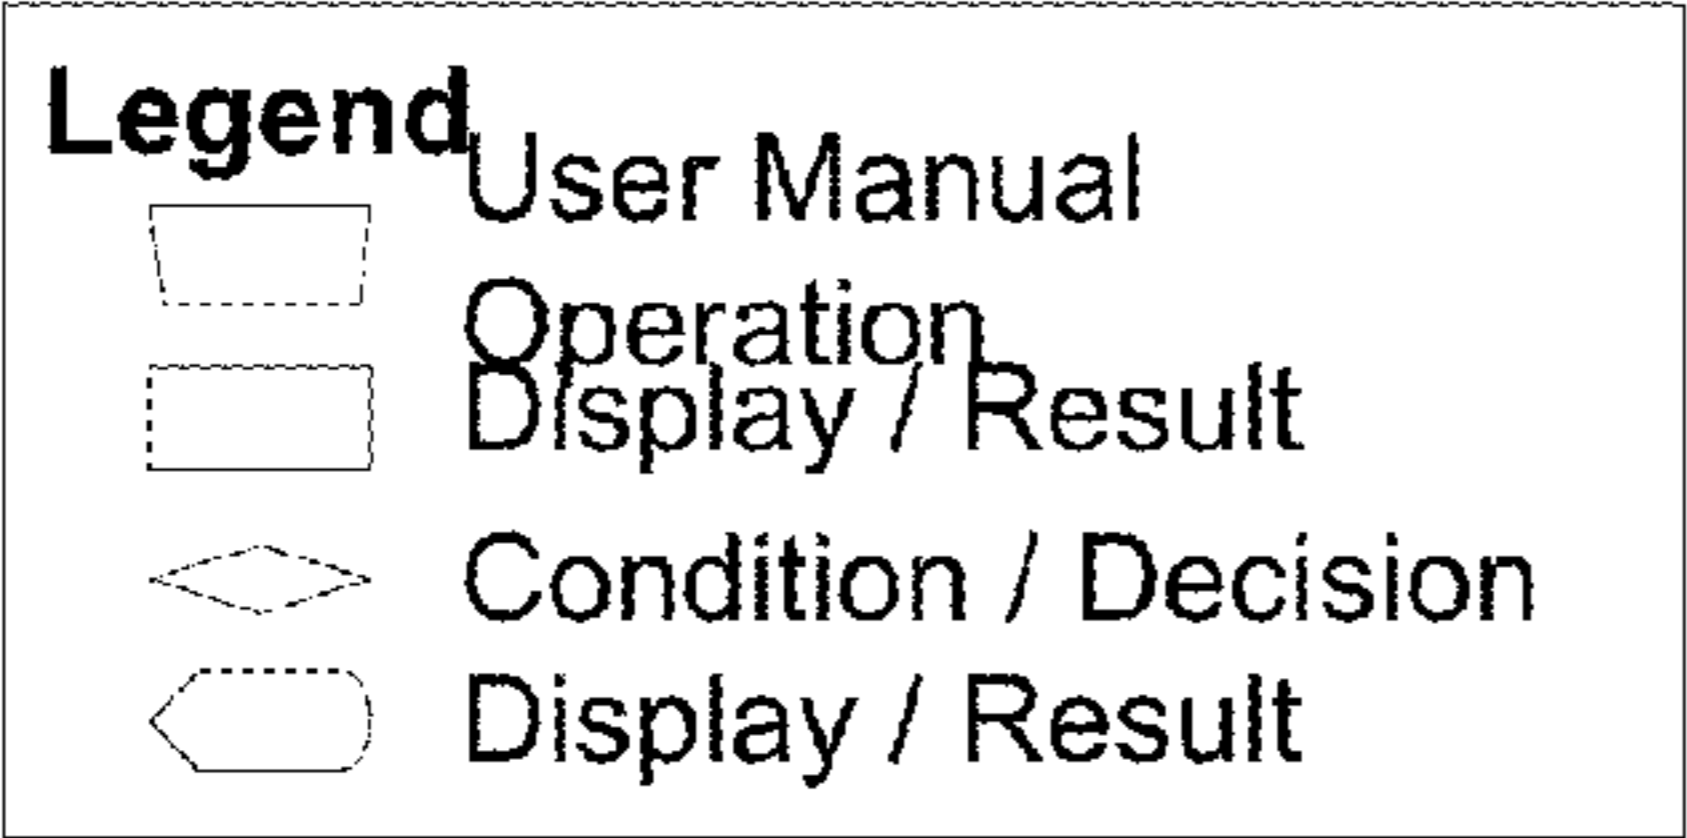 Legend
User Manual
Operation
Display / Result
Condition / Decision
Display / Result